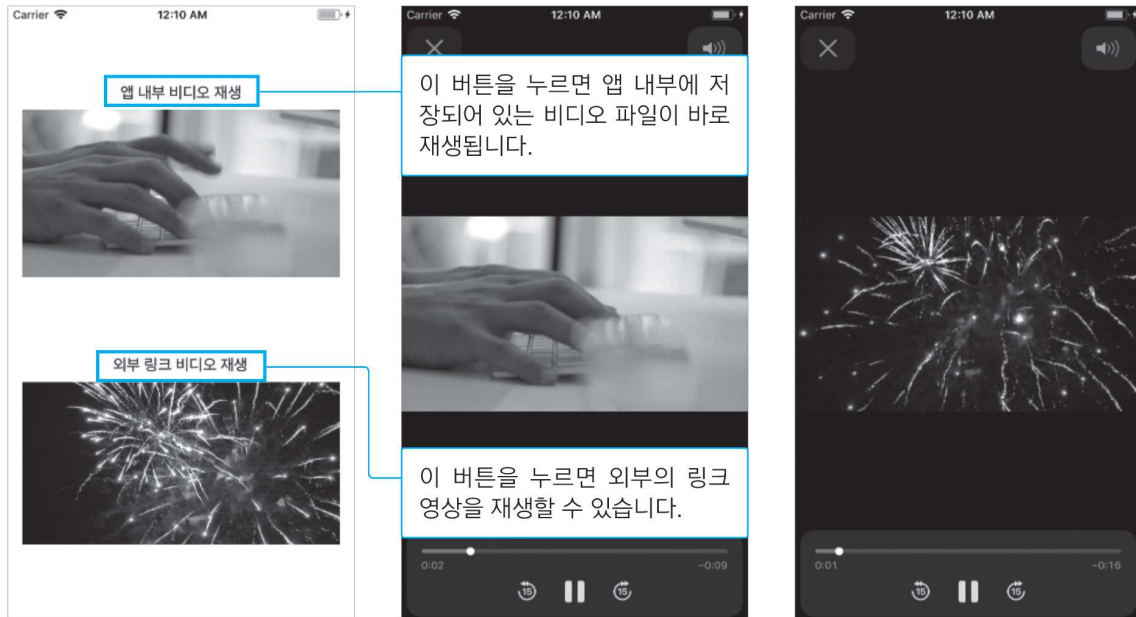 Carrier 12:10 AM
앱 내부 비디오 재생
외부 링크 비디오 재생
Carrier 12:10 AM
이 버튼을 누르면 앱 내부에 저
장되어 있는 비디오 파일이 바로
재생됩니다.
이 버튼을 누르면 외부의 링크
영상을 재생할 수 있습니다.
0:02 -0:09
15 15
Carrier 12:10 AM
0:01 -0:16
15 15